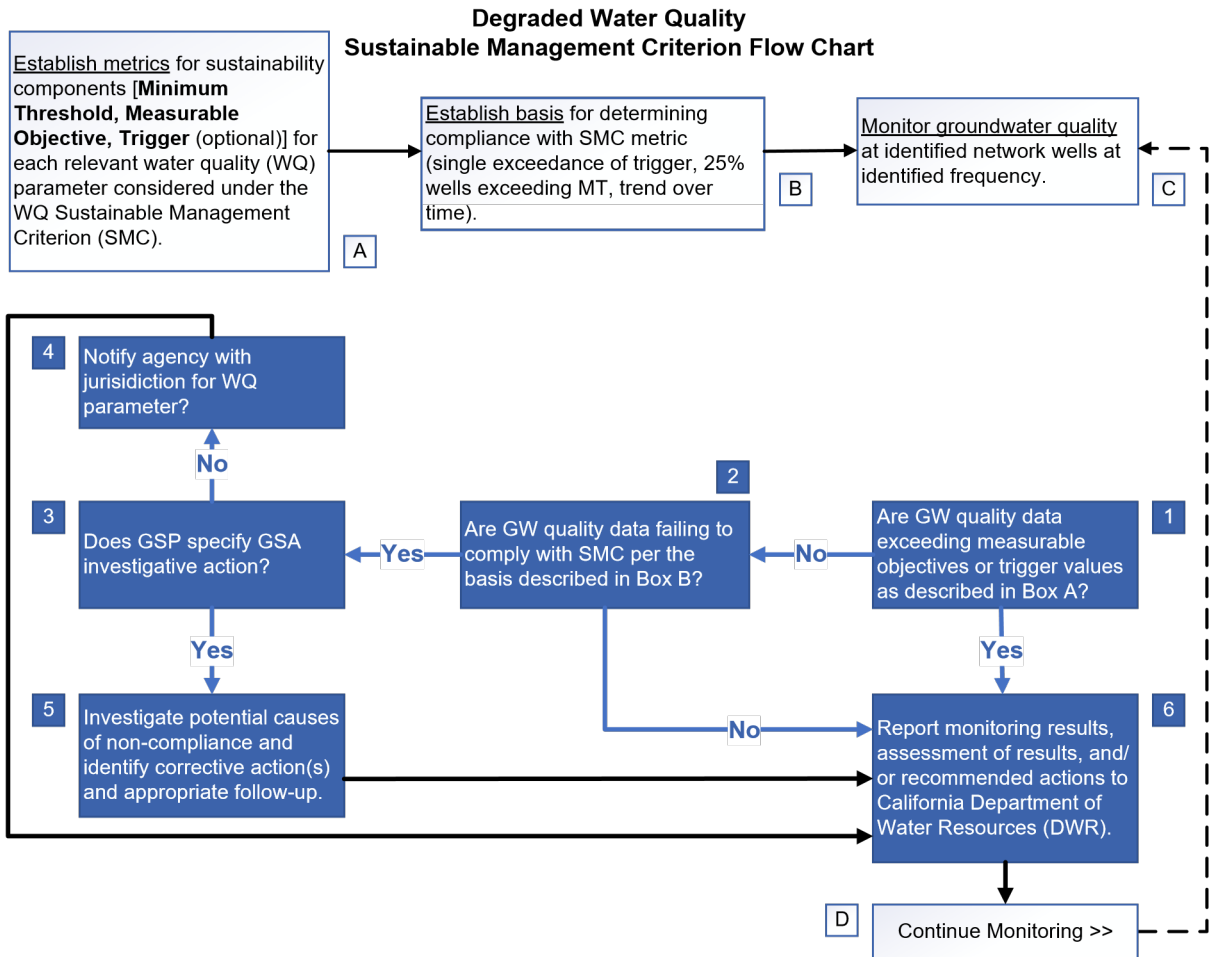 Degraded Water Quality
Sustainable Management Criterion Flow Chart
Establish metrics for sustainability
components [Minimum
Threshold, Measurable
Objective, Trigger (optional)] for
each relevant water quality (WQ)
parameter considered under the
WQ Sustainable Management
Criterion (SMC).
A
Establish basis for determining
compliance with SMC metric
(single exceedance of trigger, 25%
wells exceeding MT, trend over
time).
B
Monitor groundwater quality
at identified network wells at
identified frequency.
C
4
Notify agency with
jurisidiction for WQ
parameter?
No
3
Does GSP specify GSA
investigative action?
Yes
2
Are GW quality data failing to
comply with SMC per the
basis described in Box B?
No
1
Are GW quality data
exceeding measurable
objectives or trigger values
as described in Box A?
Yes
Yes
5
Investigate potential causes
of non-compliance and
identify corrective action(s)
and appropriate follow-up.
No
6
Report monitoring results,
assessment of results, and/
or recommended actions to
California Department of
Water Resources (DWR).
D
Continue Monitoring >>